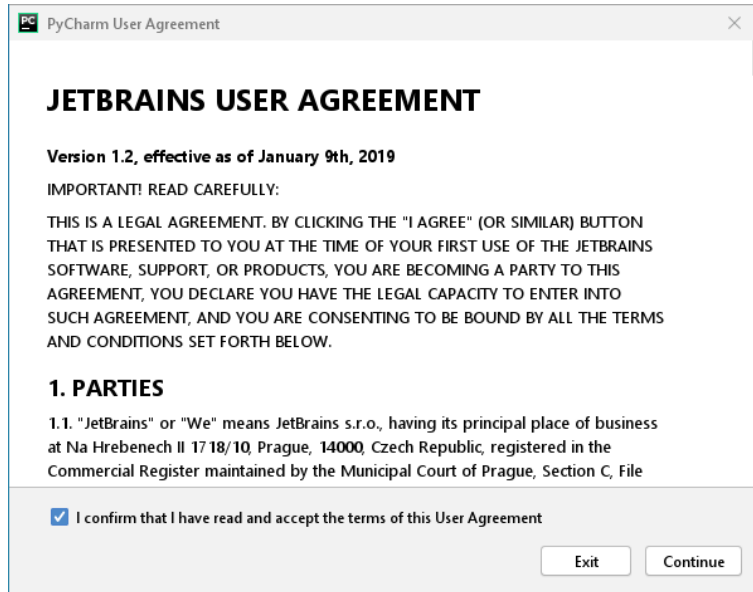 PC PyCharm User Agreement
JETBRAINS USER AGREEMENT
Version 1.2, effective as of January 9th, 2019
IMPORTANT! READ CAREFULLY:
THIS IS A LEGAL AGREEMENT. BY CLICKING THE "I AGREE" (OR SIMILAR) BUTTON
THAT IS PRESENTED TO YOU AT THE TIME OF YOUR FIRST USE OF THE JETBRAINS
SOFTWARE, SUPPORT, OR PRODUCTS, YOU ARE BECOMING A PARTY TO THIS
AGREEMENT, YOU DECLARE YOU HAVE THE LEGAL CAPACITY TO ENTER INTO
SUCH AGREEMENT, AND YOU ARE CONSENTING TO BE BOUND BY ALL THE TERMS
AND CONDITIONS SET FORTH BELOW.
1. PARTIES
1.1. "JetBrains" or "We" means JetBrains s.r.o., having its principal place of business
at Na Hrebenech II 1718/10, Prague, 14000, Czech Republic, registered in the
Commercial Register maintained by the Municipal Court of Prague, Section C, File
I confirm that I have read and accept the terms of this User Agreement
Exit Continue